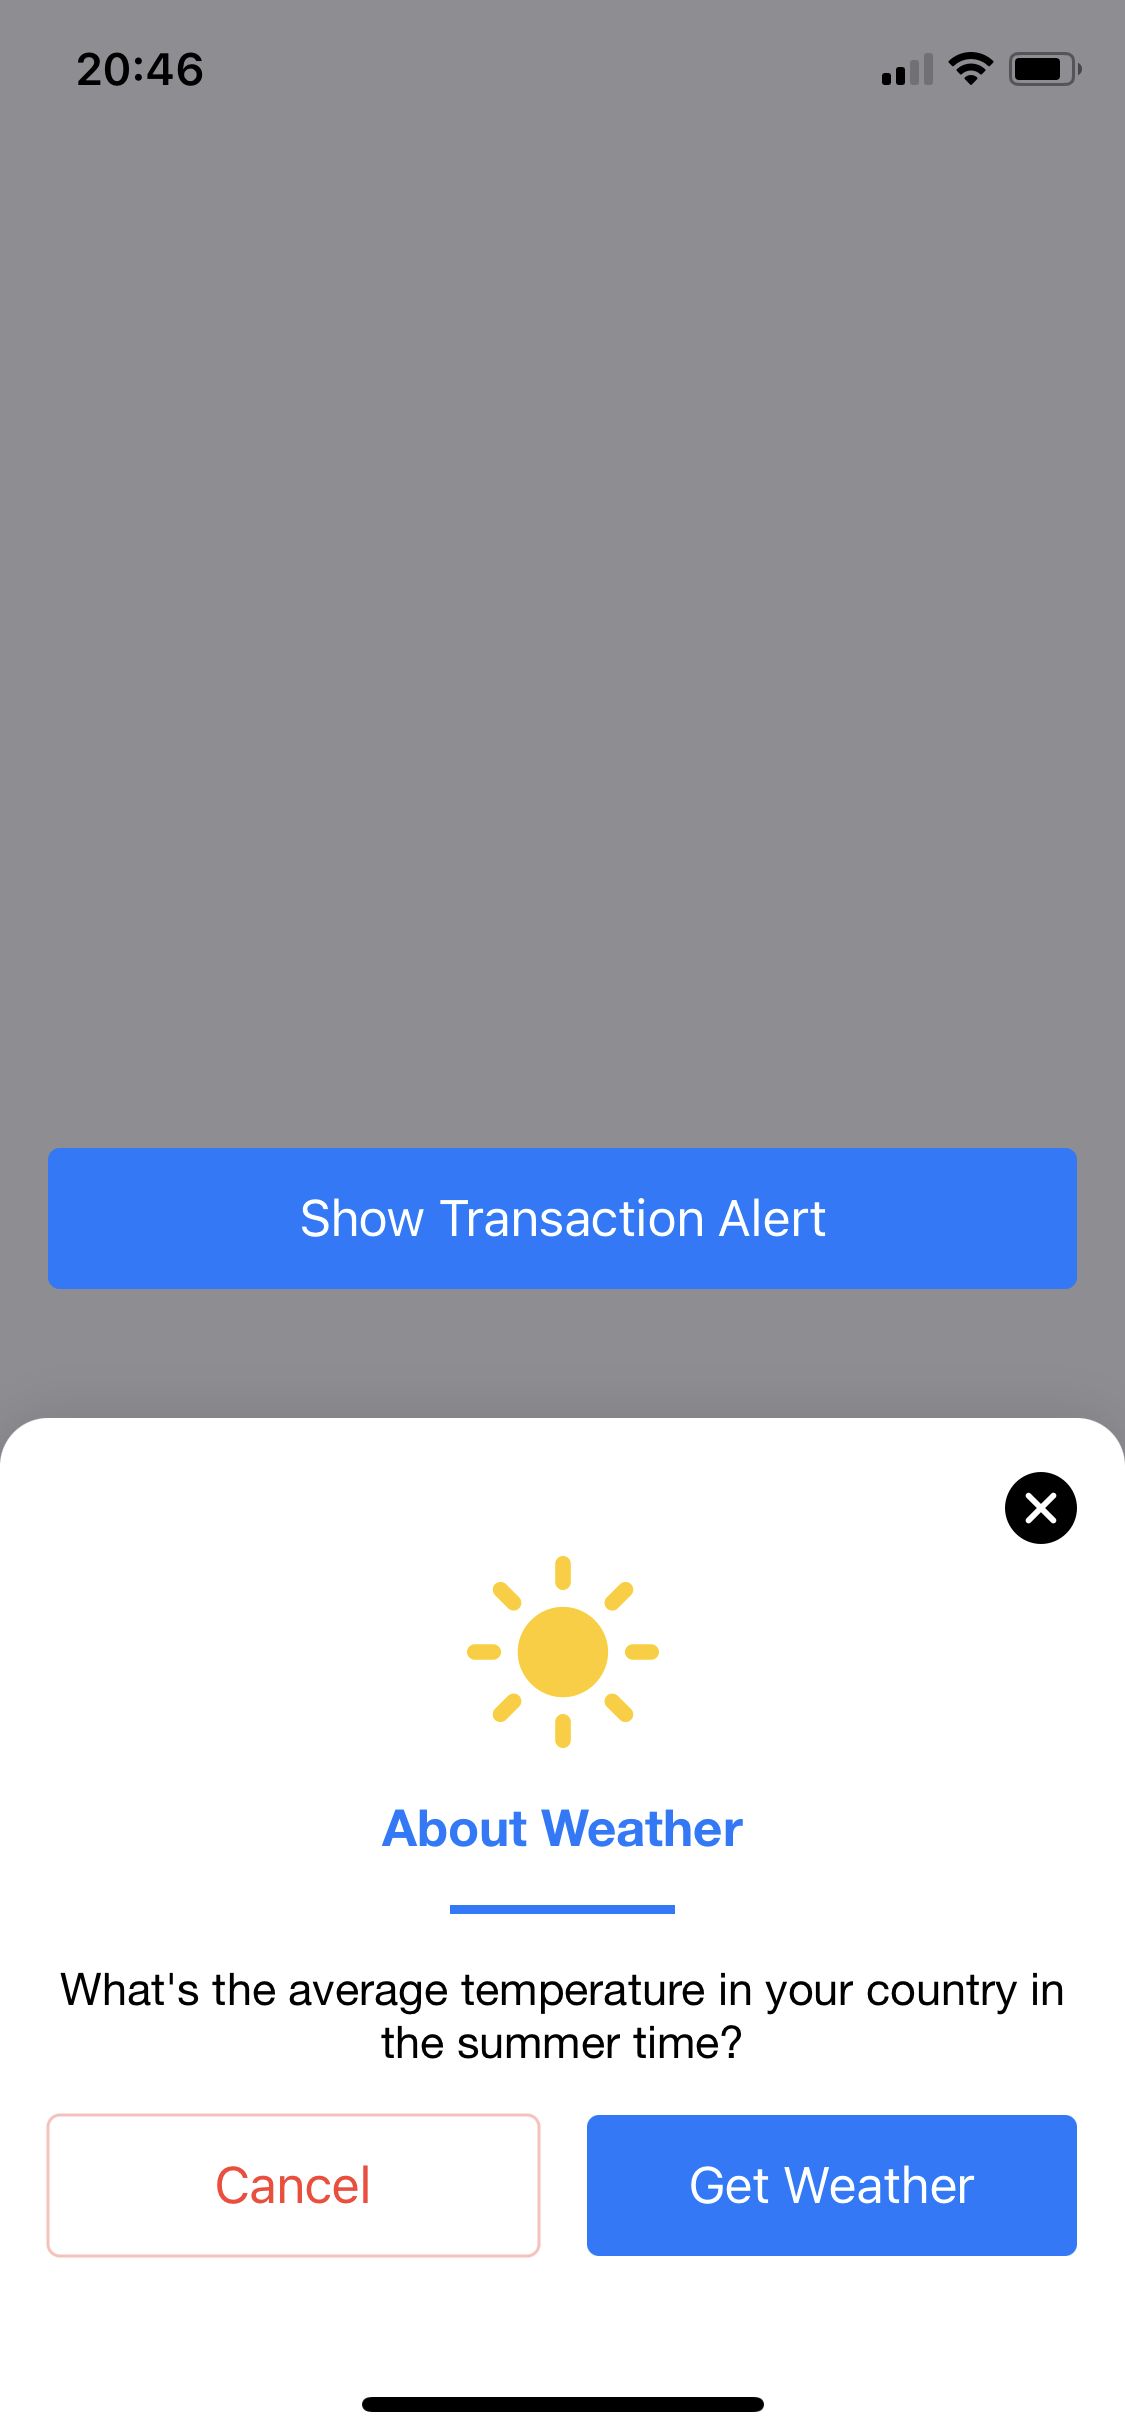 20:46
Show Transaction Alert
About Weather
What's the average temperature in your country in
the summer time?
Cancel
Get Weather